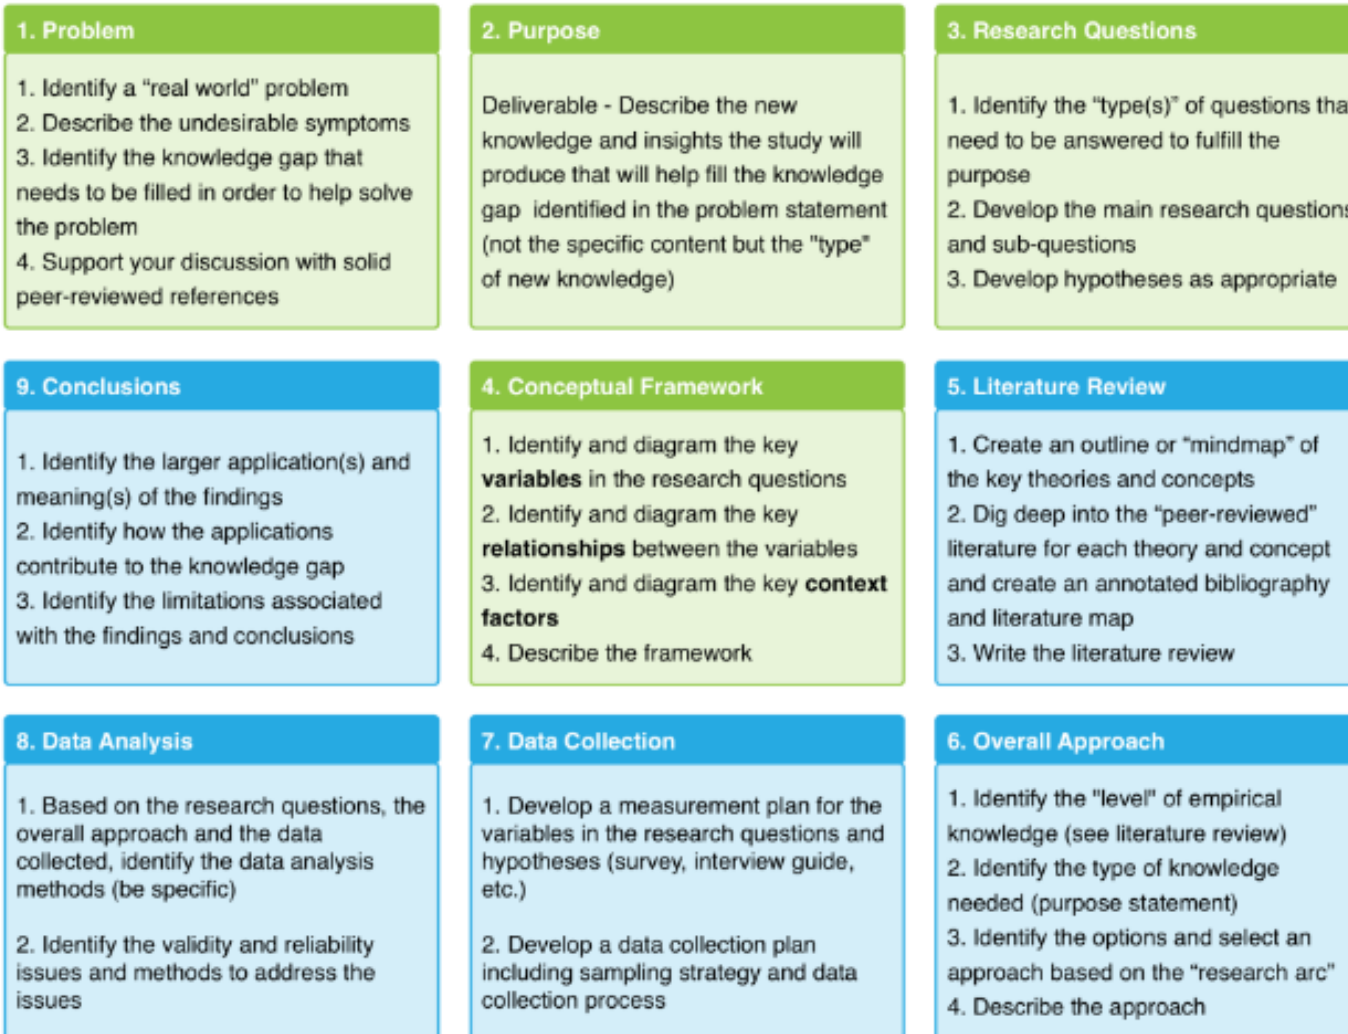 1. Problem
1. Identify a “real world” problem
2. Describe the undesirable symptoms
3. Identify the knowledge gap that
needs to be filled in order to help solve
the problem
4. Support your discussion with solid
peer-reviewed references
2. Purpose
Deliverable - Describe the new
knowledge and insights the study will
produce that will help fill the knowledge
gap identified in the problem statement
(not the specific content but the "type"
of new knowledge)
3. Research Questions
1. Identify the “type(s)” of questions tha
need to be answered to fulfill the
purpose
2. Develop the main research questions
and sub-questions
3. Develop hypotheses as appropriate
9. Conclusions
1. Identify the larger application(s) and
meaning(s) of the findings
2. Identify how the applications
contribute to the knowledge gap
3. Identify the limitations associated
with the findings and conclusions
4. Conceptual Framework
1. Identify and diagram the key
variables in the research questions
2. Identify and diagram the key
relationships between the variables
3. Identify and diagram the key context
factors
4. Describe the framework
5. Literature Review
1. Create an outline or “mindmap” of
the key theories and concepts
2. Dig deep into the “peer-reviewed”
literature for each theory and concept
and create an annotated bibliography
and literature map
3. Write the literature review
8. Data Analysis
1. Based on the research questions, the
overall approach and the data
collected, identify the data analysis
methods (be specific)
2. Identify the validity and reliability
issues and methods to address the
issues
7. Data Collection
1. Develop a measurement plan for the
variables in the research questions and
hypotheses (survey, interview guide,
etc.)
2. Develop a data collection plan
including sampling strategy and data
collection process
6. Overall Approach
1. Identify the "level" of empirical
knowledge (see literature review)
2. Identify the type of knowledge
needed (purpose statement)
3. Identify the options and select an
approach based on the “research arc”
4. Describe the approach